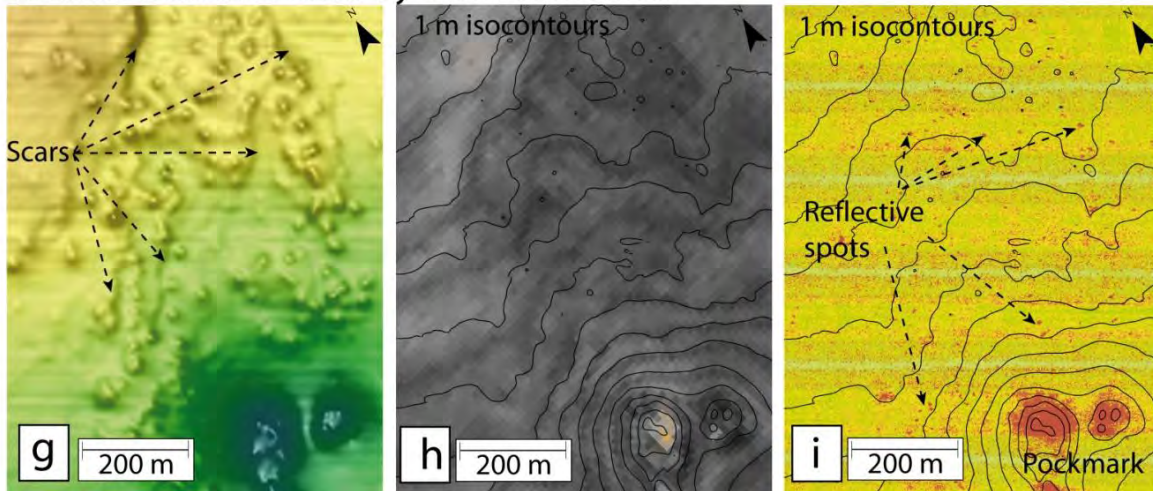 N
Scars
g
200 m
1 m isocontours
N
h
200 m
1 m isocontours
N
Reflective
spots
Pockmark
i
200 m